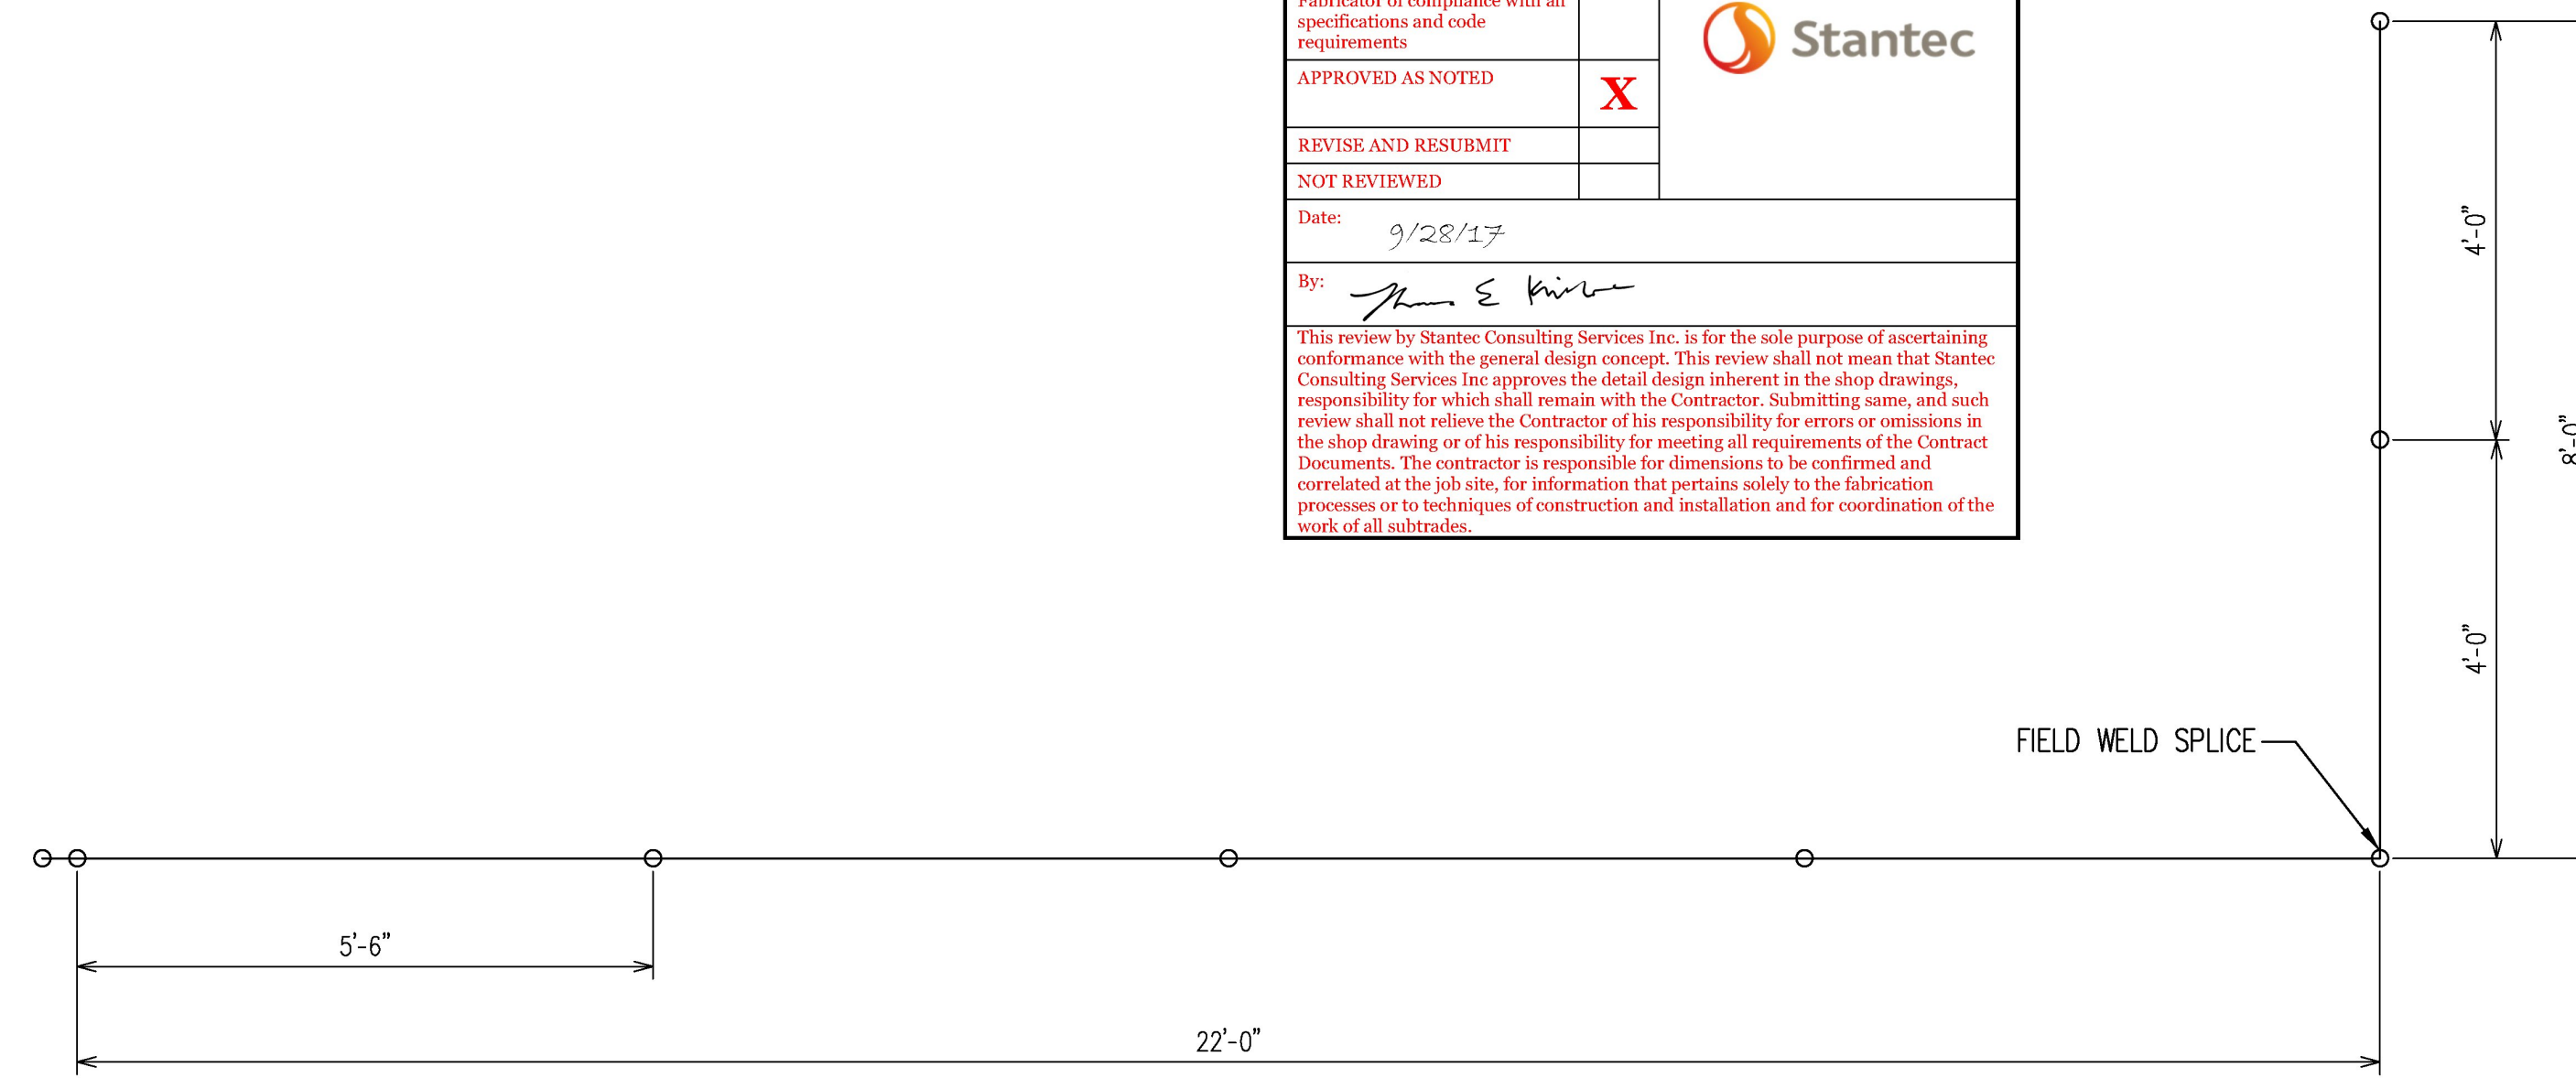 Fabricator of compliance with all
specifications and code
requirements
Stantec
APPROVED AS NOTED
X
REVISE AND RESUBMIT
NOT REVIEWED
Date:
9/28/17
By:
This review by Stantec Consulting Services Inc. is for the sole purpose of ascertaining
conformance with the general design concept. This review shall not mean that Stantec
Consulting Services Inc approves the detail design inherent in the shop drawings,
responsibility for which shall remain with the Contractor. Submitting same, and such
review shall not relieve the Contractor of his responsibility for errors or omissions in
the shop drawing or of his responsibility for meeting all requirements of the Contract
Documents. The contractor is responsible for dimensions to be confirmed and
correlated at the job site, for information that pertains solely to the fabrication
processes or to techniques of construction and installation and for coordination of the
work of all subtrades.
4'-0"
8'-0"
4'-0"
FIELD WELD SPLICE
5'-6"
22'-0"